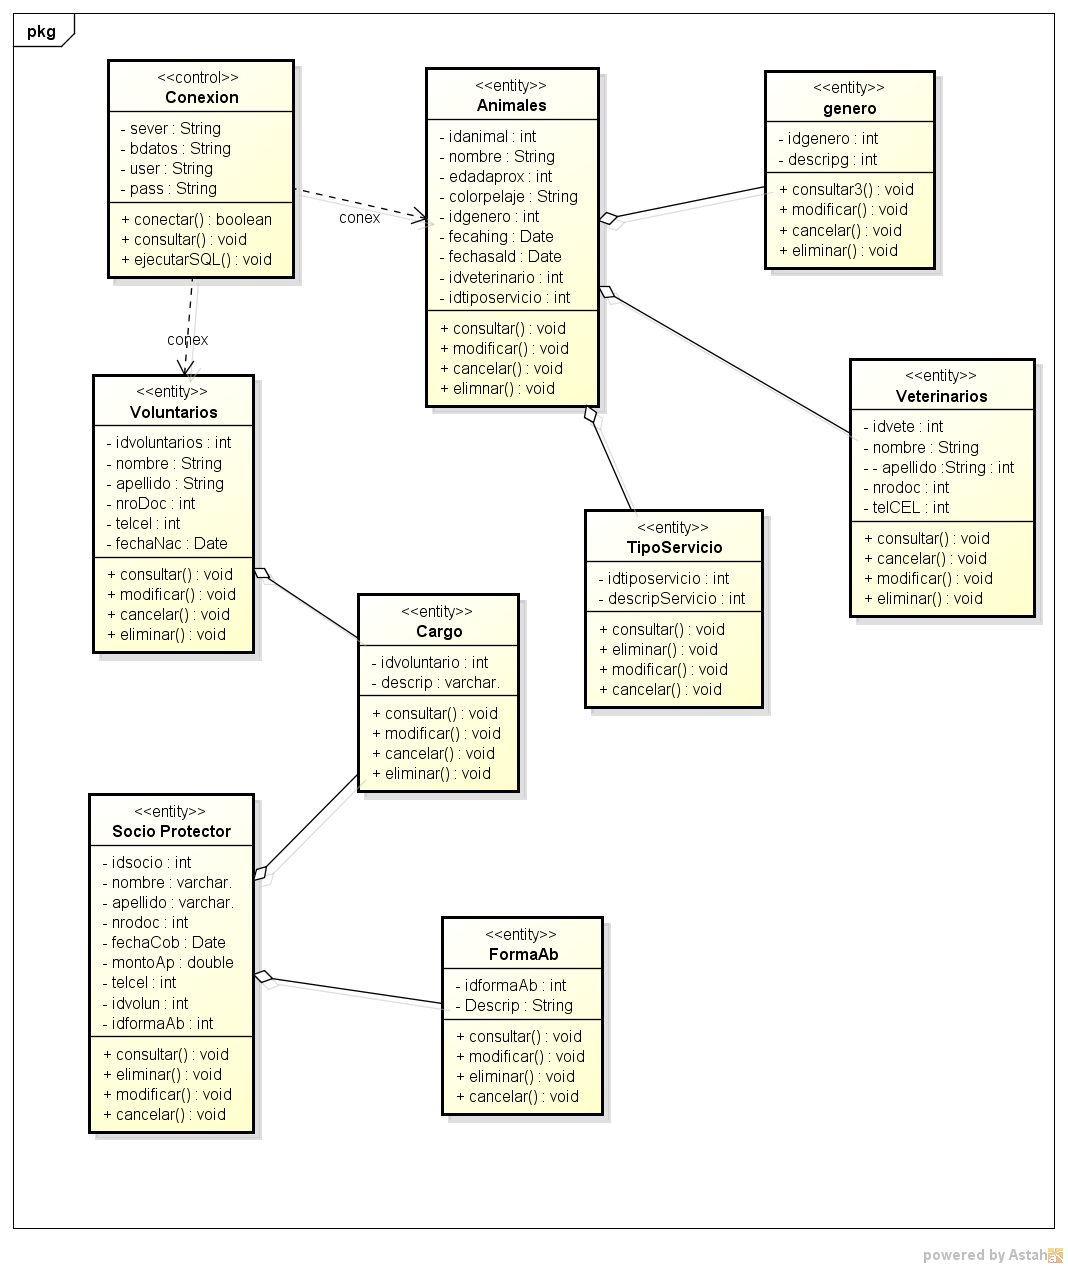 pkg
<<control>>
Conexion
- sever : String
- bdatos : String
- user : String
- pass : String
+ conectar() : boolean
+ consultar() : void
+ ejecutarSQL() : void
conex
conex
<<entity>>
Animales
- idanimal : int
- nombre : String
- edadaprox : int
- colorpelaje : String
- idgenero : int
- fecahing : Date
- fechasald : Date
- idveterinario : int
- idtiposervicio : int
+ consultar() : void
+ modificar() : void
+ cancelar() : void
+ elimnar() : void
<<entity>>
genero
- idgenero : int
- descripg : int
+ consultar3() : void
+ modificar() : void
+ cancelar() : void
+ eliminar() : void
<<entity>>
Voluntarios
- idvoluntarios : int
- nombre : String
- apellido : String
- nroDoc : int
- telcel : int
- fechaNac : Date
+ consultar() : void
+ modificar() : void
+ cancelar() : void
+ eliminar() : void
<<entity>>
Veterinarios
- idvete : int
- nombre : String
- - apellido :String : int
- nrodoc : int
- telCEL : int
+ consultar() : void
+ cancelar() : void
+ modificar() : void
+ eliminar() : void
<<entity>>
TipoServicio
- idtiposervicio : int
- descripServicio : int
+ consultar() : void
+ eliminar() : void
+ modificar() : void
+ cancelar() : void
<<entity>>
Cargo
- idvoluntario : int
- descrip : varchar.
+ consultar() : void
+ modificar() : void
+ cancelar() : void
+ eliminar() : void
<<entity>>
Socio Protector
- idsocio : int
- nombre : varchar.
- apellido : varchar.
- nrodoc : int
- fechaCob : Date
- montoAp : double
- telcel : int
- idvolun : int
- idformaAb : int
+ consultar() : void
+ eliminar() : void
+ modificar() : void
+ cancelar() : void
<<entity>>
FormaAb
- idformaAb : int
- Descrip : String
+ consultar() : void
+ modificar() : void
+ eliminar() : void
+ cancelar() : void
powered by Astah